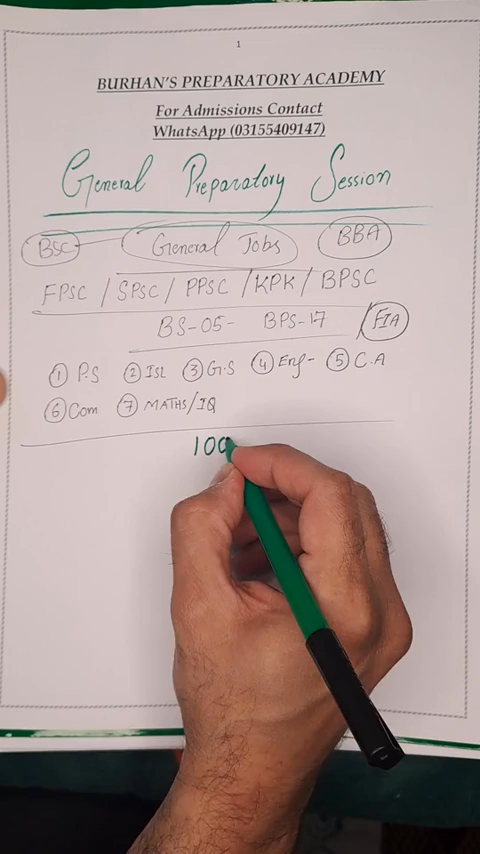 1
BURHAN'S PREPARATORY ACADEMY
For Admissions Contact
WhatsApp (03155409147)
General Preparatory Session
BSC General Jobs BBA
FPSC / SPSC / PPSC / KPK / BPSC
BS-05- BPS-17 FIA
① P.S ② ISL ③ G.S ④ Eng- ⑤ C.A
⑥ Com ⑦ MATHS/IQ
100